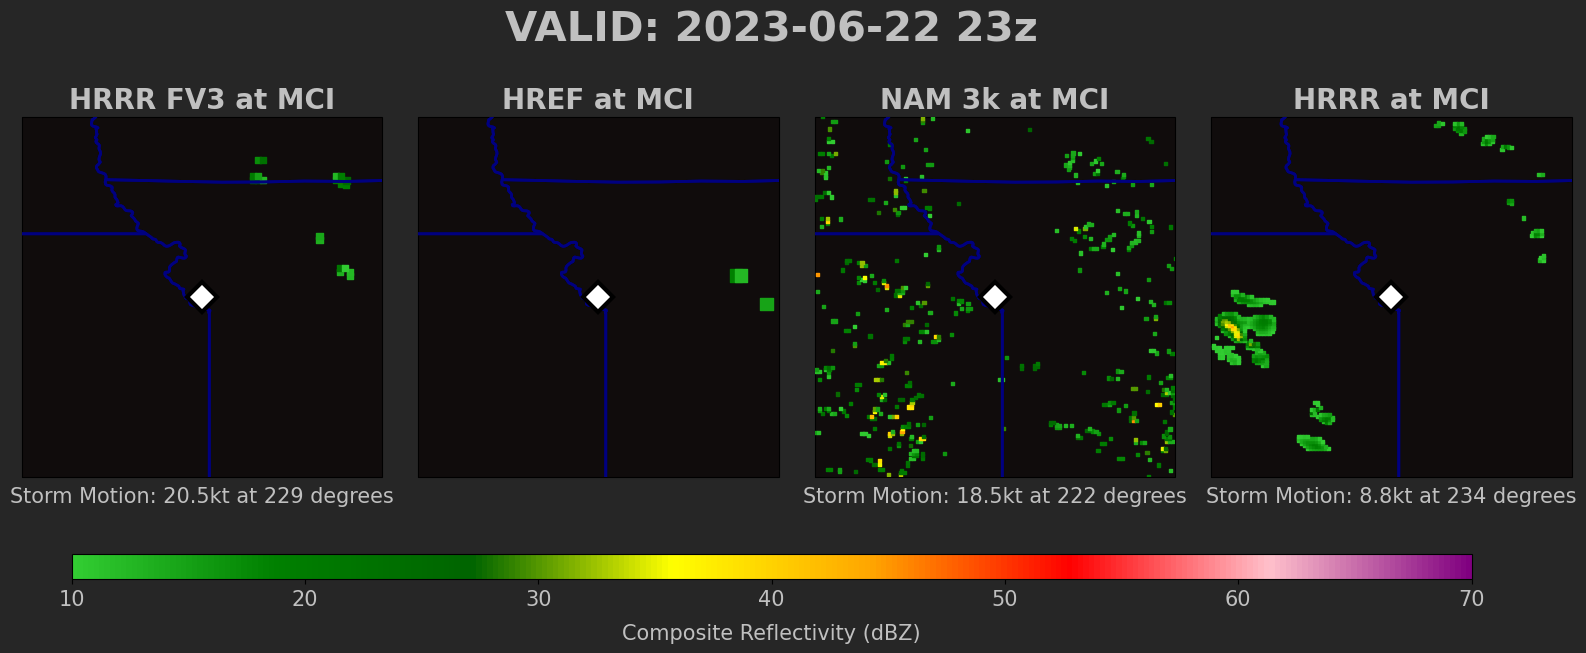 VALID: 2023-06-22 23z
HRRR FV3 at MCI
HREF at MCI
NAM 3k at MCI
HRRR at MCI
Storm Motion: 20.5kt at 229 degrees
Storm Motion: 18.5kt at 222 degrees
Storm Motion: 8.8kt at 234 degrees
10 20 30 40 50 60 70
Composite Reflectivity (dBZ)